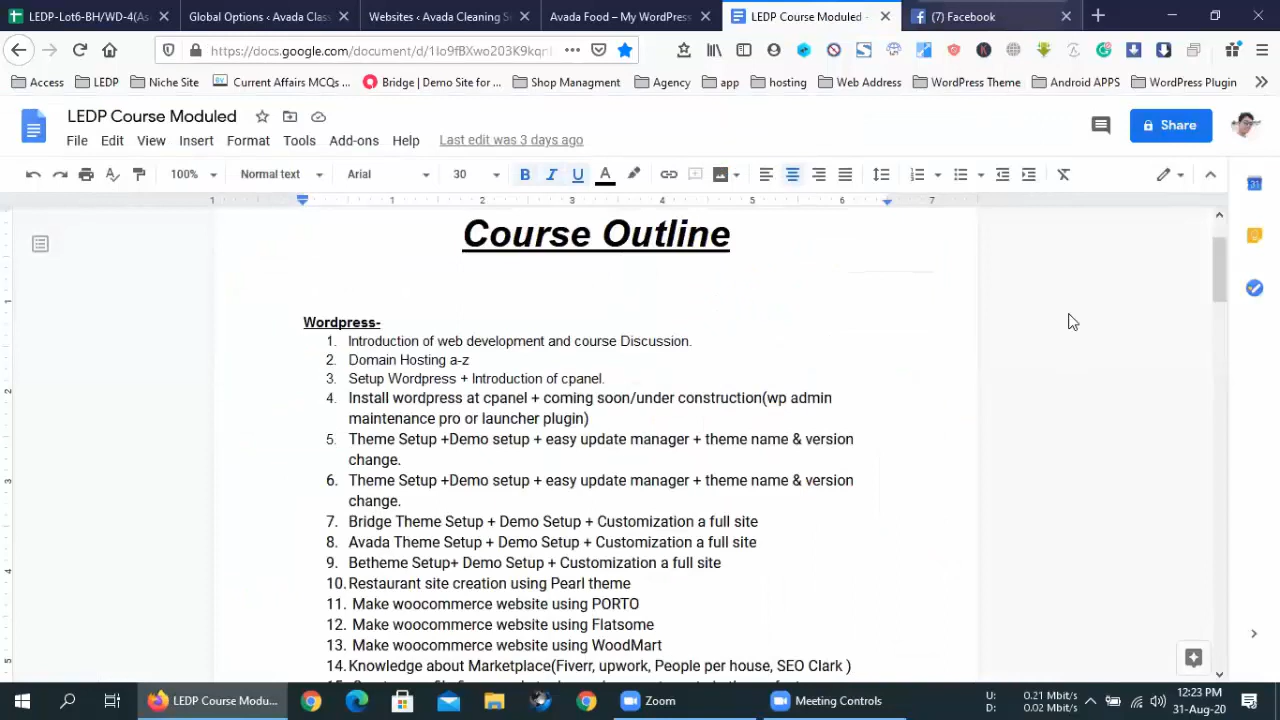 LEDP-Lot6-BH/WD-4(As
Global Options ‹ Avada Class
Websites ‹ Avada Cleaning S
Avada Food – My WordPress
LEDP Course Moduled -
(7) Facebook
https://docs.google.com/document/d/1Io9fBXwo203K9kqn
Access
LEDP
Niche Site
Current Affairs MCQs ...
Bridge | Demo Site for ...
Shop Managment
Agency
app
hosting
Web Address
WordPress Theme
Android APPS
WordPress Plugin
LEDP Course Moduled
File Edit View Insert Format Tools Add-ons Help Last edit was 3 days ago
Share
100% Normal text Arial 30 B I U A
1 1 2 3 4 5 6 7
Course Outline
Wordpress-
1. Introduction of web development and course Discussion.
2. Domain Hosting a-z
3. Setup Wordpress + Introduction of cpanel.
4. Install wordpress at cpanel + coming soon/under construction(wp admin
maintenance pro or launcher plugin)
5. Theme Setup +Demo setup + easy update manager + theme name & version
change.
6. Theme Setup +Demo setup + easy update manager + theme name & version
change.
7. Bridge Theme Setup + Demo Setup + Customization a full site
8. Avada Theme Setup + Demo Setup + Customization a full site
9. Betheme Setup+ Demo Setup + Customization a full site
10. Restaurant site creation using Pearl theme
11. Make woocommerce website using PORTO
12. Make woocommerce website using Flatsome
13. Make woocommerce website using WoodMart
14. Knowledge about Marketplace(Fiverr, upwork, People per house, SEO Clark )
LEDP Course Modu...
Zoom
Meeting Controls
U: 0.21 Mbit/s
D: 0.02 Mbit/s
12:23 PM
31-Aug-20